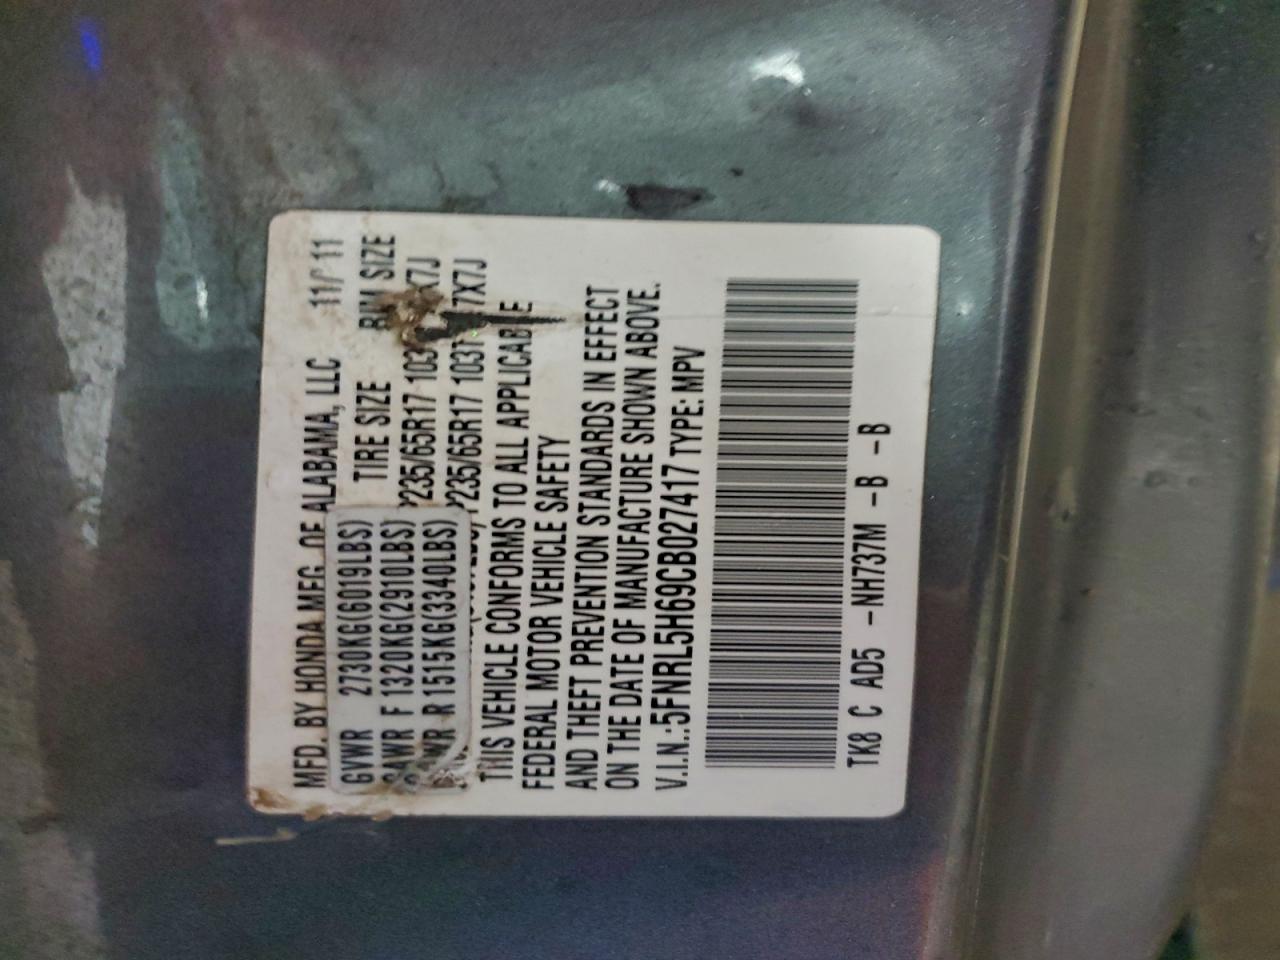 MFD. BY HONDA MFG. OF ALABAMA, LLC 11/ 11
TIRE SIZE RIM SIZE
GVWR 2730KG(6019LBS)
GAWR F 1320KG(2910LBS) P235/65R17 103T X7J
GAWR R 1515KG(3340LBS) P235/65R17 103T 17X7J
THIS VEHICLE CONFORMS TO ALL APPLICABLE
FEDERAL MOTOR VEHICLE SAFETY
AND THEFT PREVENTION STANDARDS IN EFFECT
ON THE DATE OF MANUFACTURE SHOWN ABOVE.
V.I.N.:5FNRL5H69CB027417 TYPE: MPV
TK8 C AD5 -NH737M -B -B